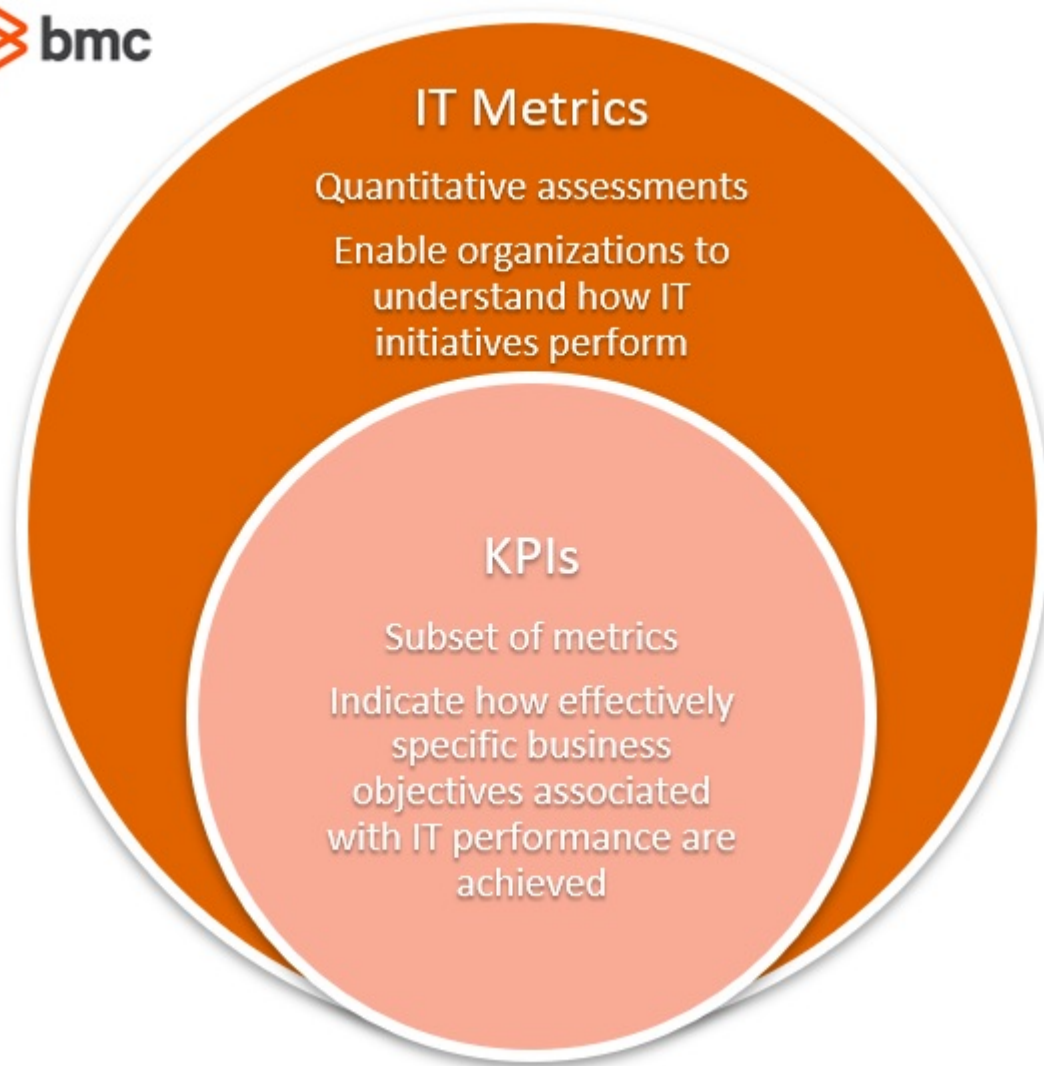 bmc
IT Metrics
Quantitative assessments
Enable organizations to
understand how IT
initiatives perform
KPIs
Subset of metrics
Indicate how effectively
specific business
objectives associated
with IT performance are
achieved